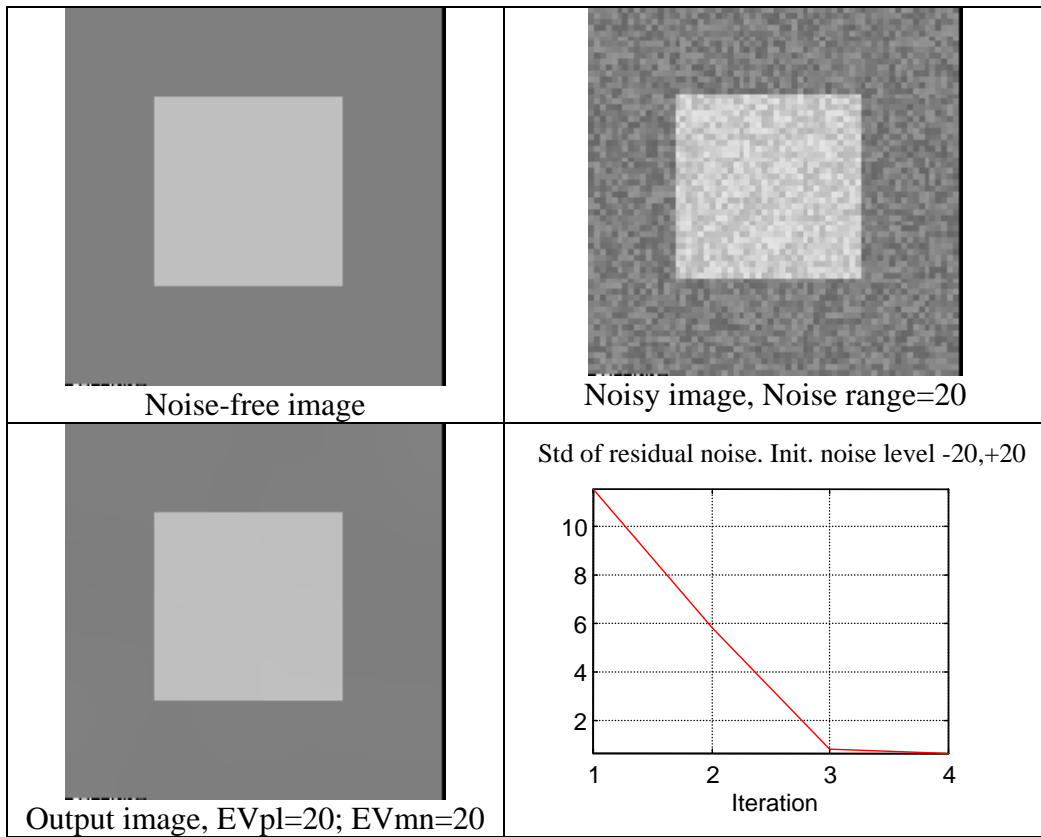 Noise-free image
Noisy image, Noise range=20
Output image, EVpl=20; EVmn=20
Std of residual noise. Init. noise level -20,+20
10
8
6
4
2
1 2 3 4
Iteration